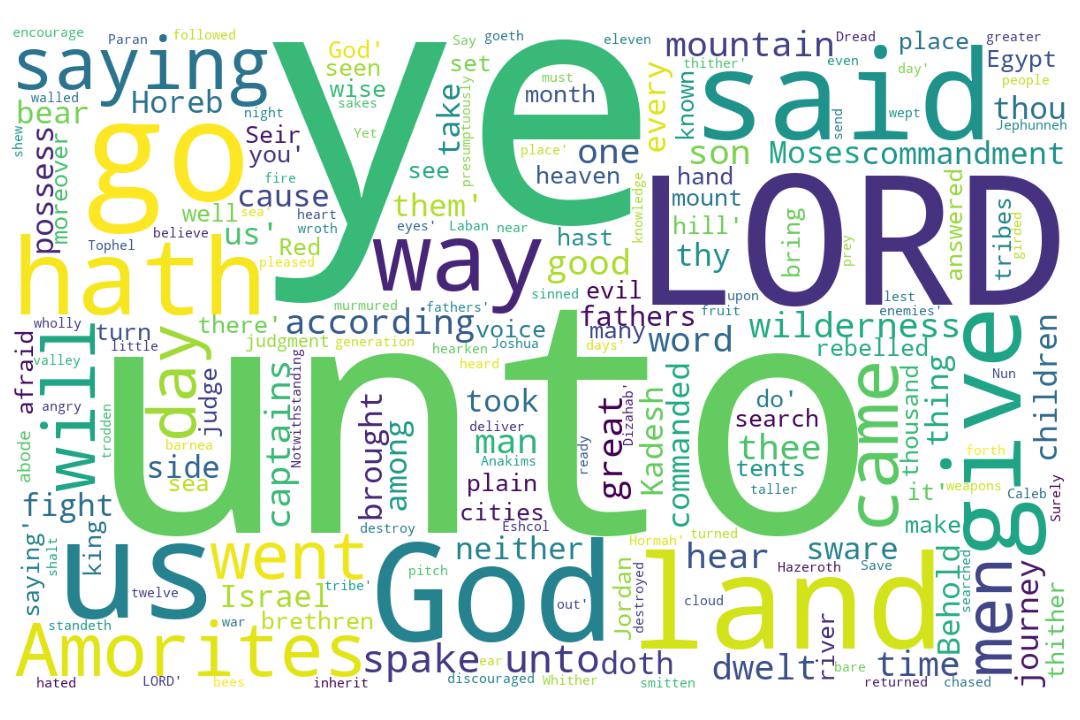 encourage
Paran
followed
God'
saying
ye
Say
goeth
eleven
mountain
Dread
place
greater
seen
set
thither'
even
day'
Egypt
people
walled
Horeb
wise
sakes
must
month
known
said
send
wept
thou
Jephunneh
bear
night
Seir
Yet
take
presumptuously
every
shew
go
you'
place'
one
son
Moses
commandment
possess
moreover
fire
see
heaven
hand
cause
them'
LORD
mount
well
sea'
heart
wroth
eyes'
Laban
near
knowledge
hill'
bring
answered
tribes
girded
Tophel
believe
us'
Red
way
hast
thy
prey
hath
pleased
good
sinned
evil
upon
lest
enemies'
murmured
fathers'
fathers
fruit
wholly
turn
there'
according
voice
many
word
wilderness
little
judgment
generation
hearken
Joshua
days'
rebelled
Nun
children
afraid
will
valley
day
unto
heard
came
give
angry
judge
captains
Notwithstanding
brought
among
took
deliver
man
great
Dizahab'
Kadesh
commanded
do'
search
thee
thousand
thing
abode
trodden
barnea
side
sea
Anakims
ready
tents
forth
plain
taller
it'
weapons
Caleb
Surely
fight
cities
Eshcol
make
destroy
saying'
shalt
king
us
went
God
neither
Hormah'
turned
hear
sware
Behold
searched
men
journey
thither
Hazeroth
Save
land
twelve
Israel
tribe'
pitch
out'
Jordan
destroyed
cloud
standeth
war
brethren
Amorites
spake unto
doth
dwelt
river
bare
time
ear
hated
LORD'
bees
inherit
discouraged
Whither
smitten
returned
chased